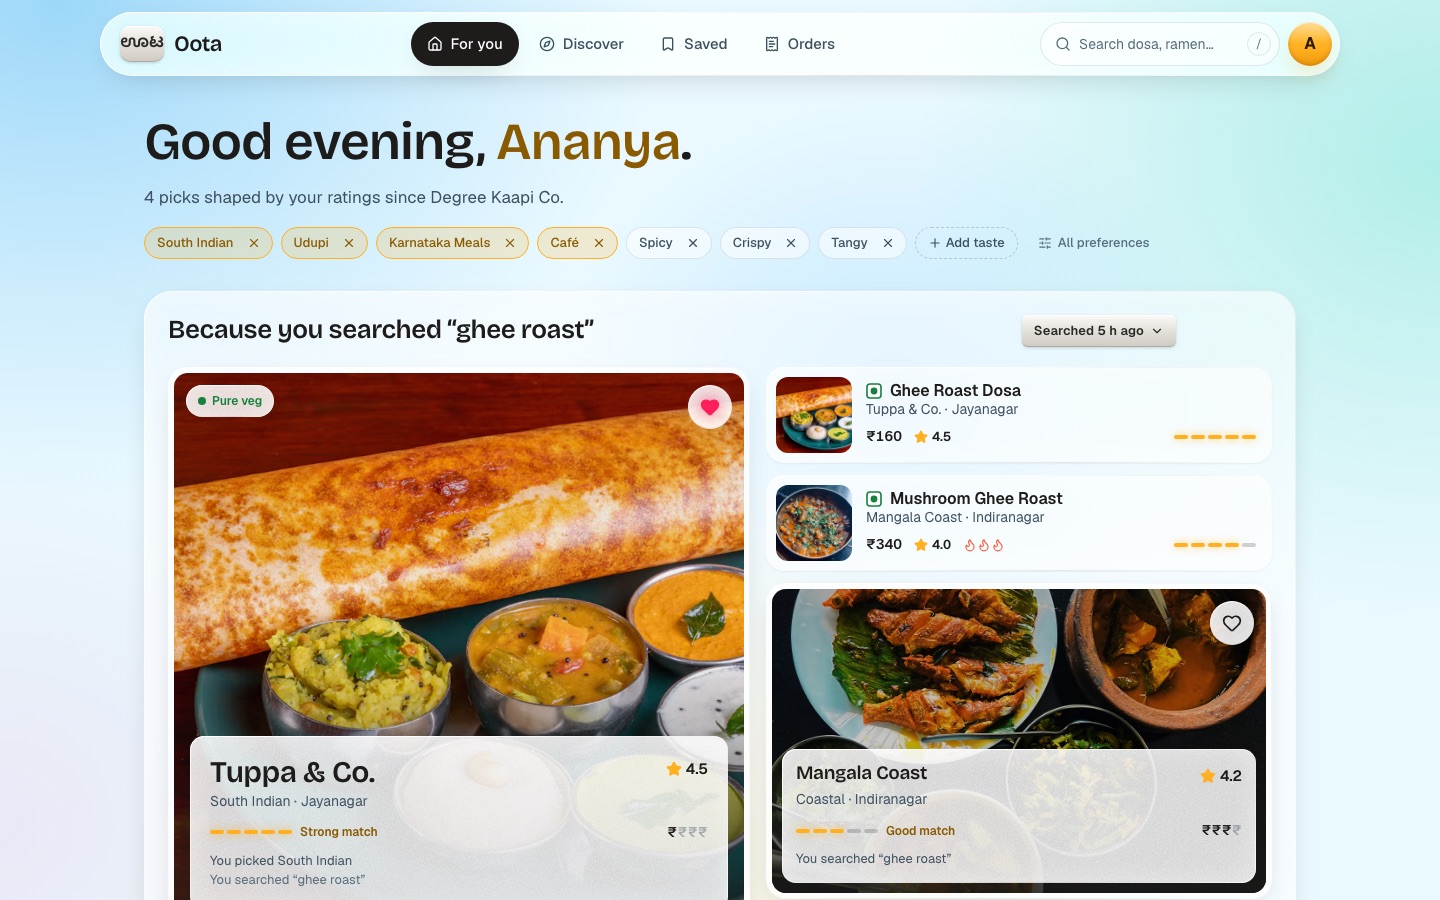 ಊಟ Oota
For you
Discover
Saved
Orders
Search dosa, ramen... /
A
Good evening, Ananya.
4 picks shaped by your ratings since Degree Kaapi Co.
South Indian
Udupi
Karnataka Meals
Café
Spicy
Crispy
Tangy
Add taste
All preferences
Because you searched “ghee roast”
Searched 5 h ago
Pure veg
Tuppa & Co.
4.5
South Indian · Jayanagar
Strong match
₹₹₹₹
You picked South Indian
You searched “ghee roast”
Ghee Roast Dosa
Tuppa & Co. · Jayanagar
₹160 4.5
Mushroom Ghee Roast
Mangala Coast · Indiranagar
₹340 4.0
Mangala Coast
4.2
Coastal · Indiranagar
Good match
₹₹₹₹
You searched “ghee roast”